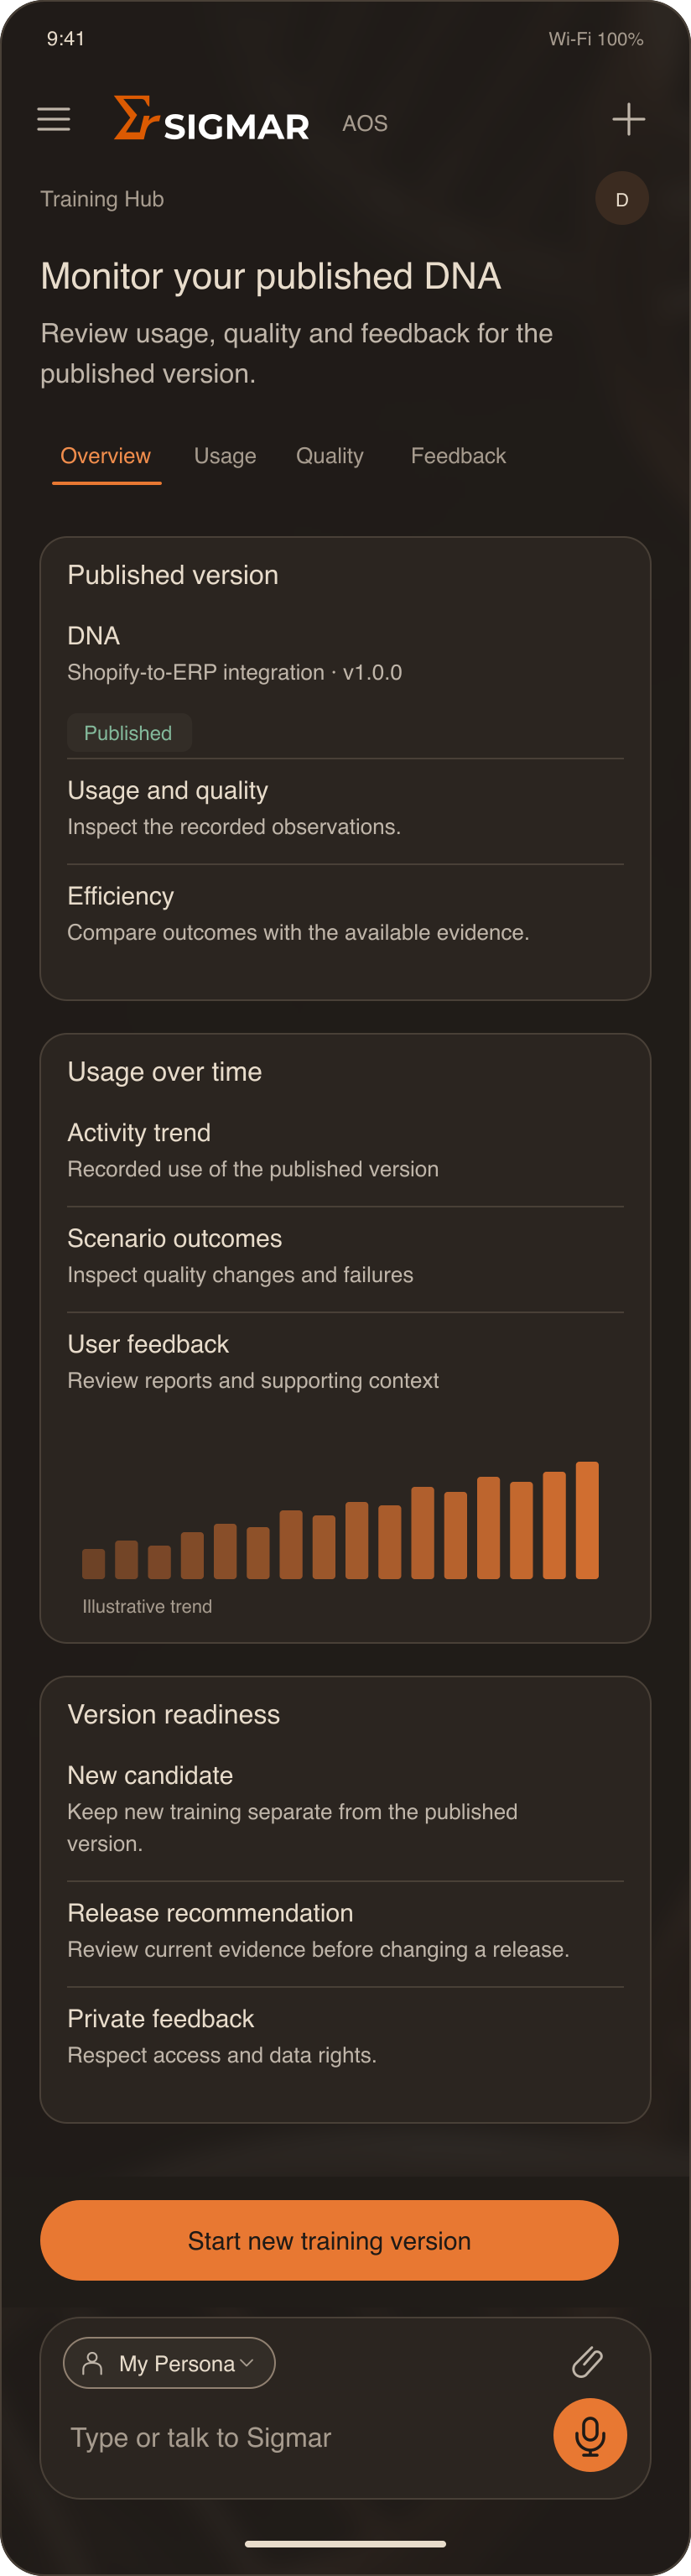 9:41
Wi-Fi 100%
Σr SIGMAR AOS
Training Hub
D
Monitor your published DNA
Review usage, quality and feedback for the
published version.
Overview Usage Quality Feedback
Published version
DNA
Shopify-to-ERP integration · v1.0.0
Published
Usage and quality
Inspect the recorded observations.
Efficiency
Compare outcomes with the available evidence.
Usage over time
Activity trend
Recorded use of the published version
Scenario outcomes
Inspect quality changes and failures
User feedback
Review reports and supporting context
Illustrative trend
Version readiness
New candidate
Keep new training separate from the published
version.
Release recommendation
Review current evidence before changing a release.
Private feedback
Respect access and data rights.
Start new training version
My Persona
Type or talk to Sigmar